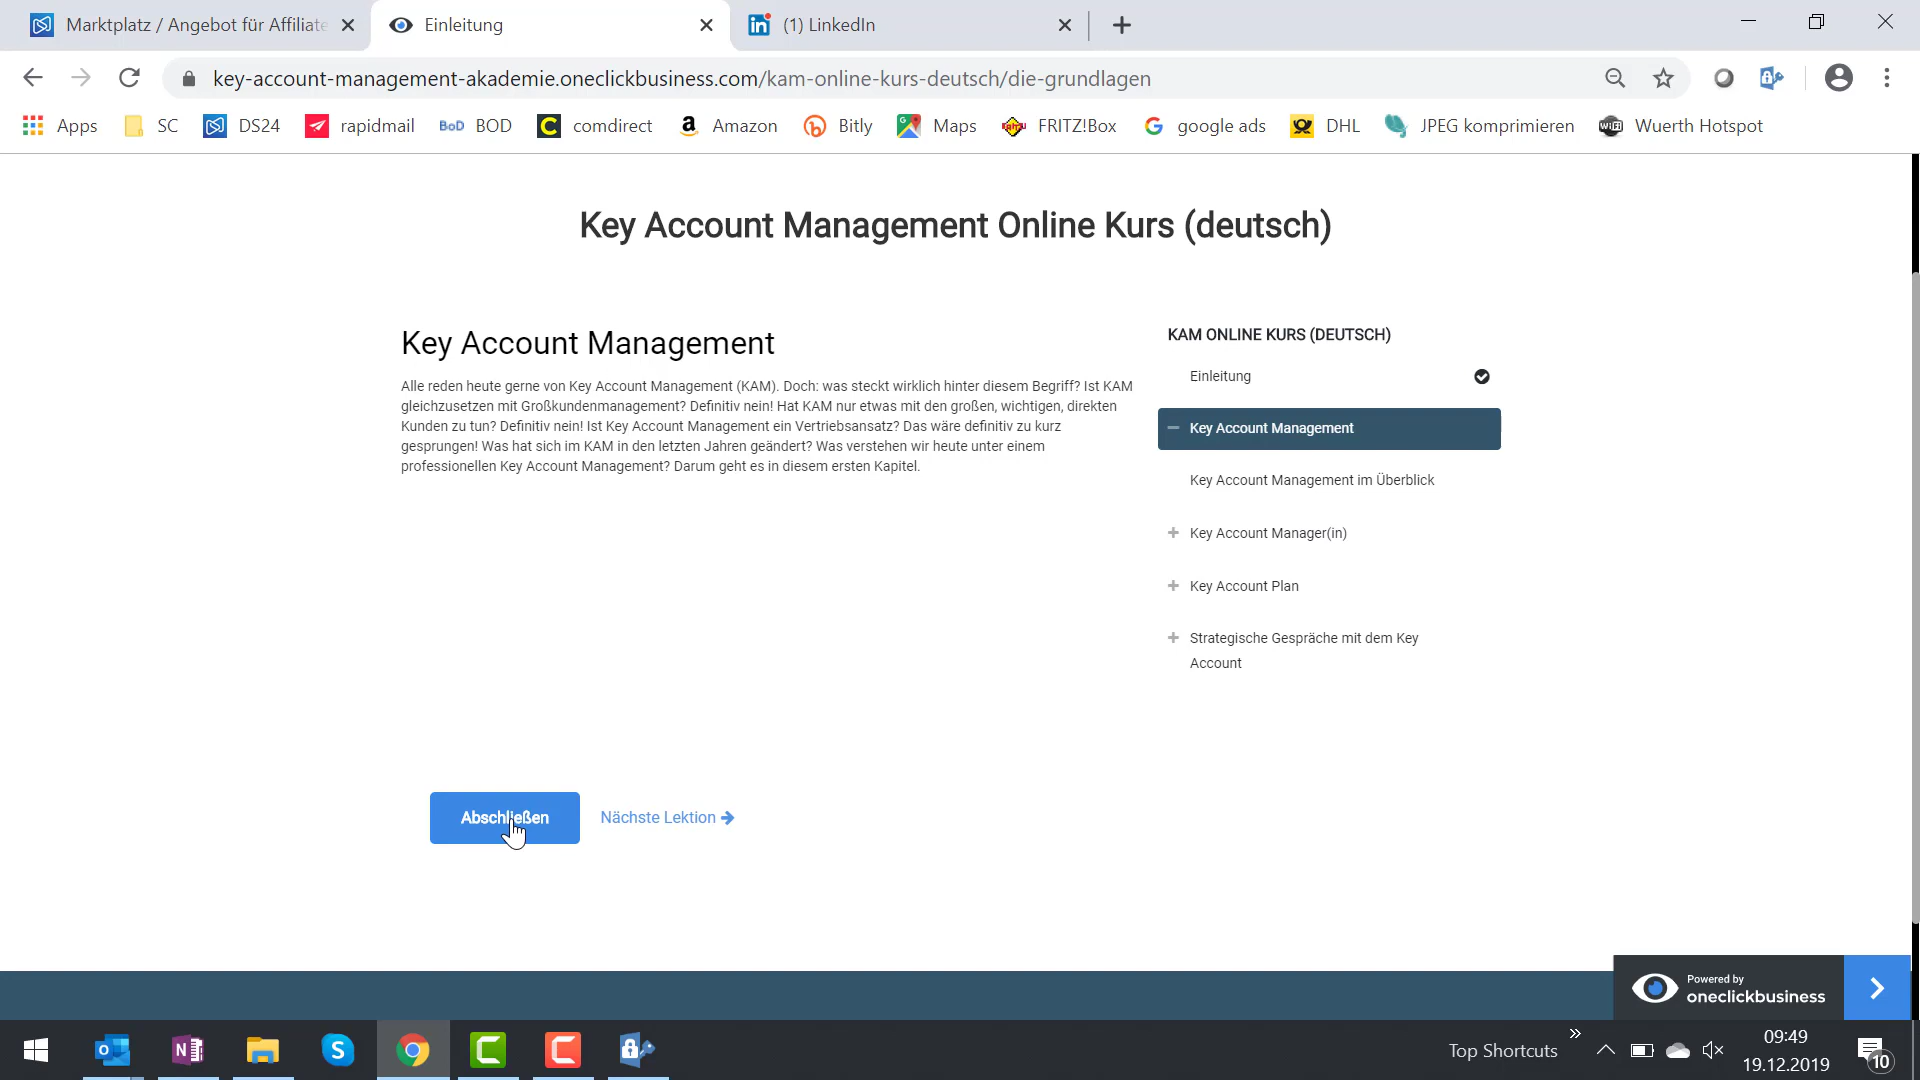 Marktplatz / Angebot für Affiliate
Einleitung
(1) LinkedIn
key-account-management-akademie.oneclickbusiness.com/kam-online-kurs-deutsch/die-grundlagen
Apps
SC
DS24
rapidmail
BoD BOD
comdirect
Amazon
Bitly
Maps
FRITZ!Box
google ads
DHL
JPEG komprimieren
Wuerth Hotspot
Key Account Management Online Kurs (deutsch)
Key Account Management
Alle reden heute gerne von Key Account Management (KAM). Doch: was steckt wirklich hinter diesem Begriff? Ist KAM
gleichzusetzen mit Großkundenmanagement? Definitiv nein! Hat KAM nur etwas mit den großen, wichtigen, direkten
Kunden zu tun? Definitiv nein! Ist Key Account Management ein Vertriebsansatz? Das wäre definitiv zu kurz
gesprungen! Was hat sich im KAM in den letzten Jahren geändert? Was verstehen wir heute unter einem
professionellen Key Account Management? Darum geht es in diesem ersten Kapitel.
KAM ONLINE KURS (DEUTSCH)
Einleitung
Key Account Management
Key Account Management im Überblick
Key Account Manager(in)
Key Account Plan
Strategische Gespräche mit dem Key
Account
Abschließen
Nächste Lektion
Powered by
oneclickbusiness
Top Shortcuts
09:49
19.12.2019
10